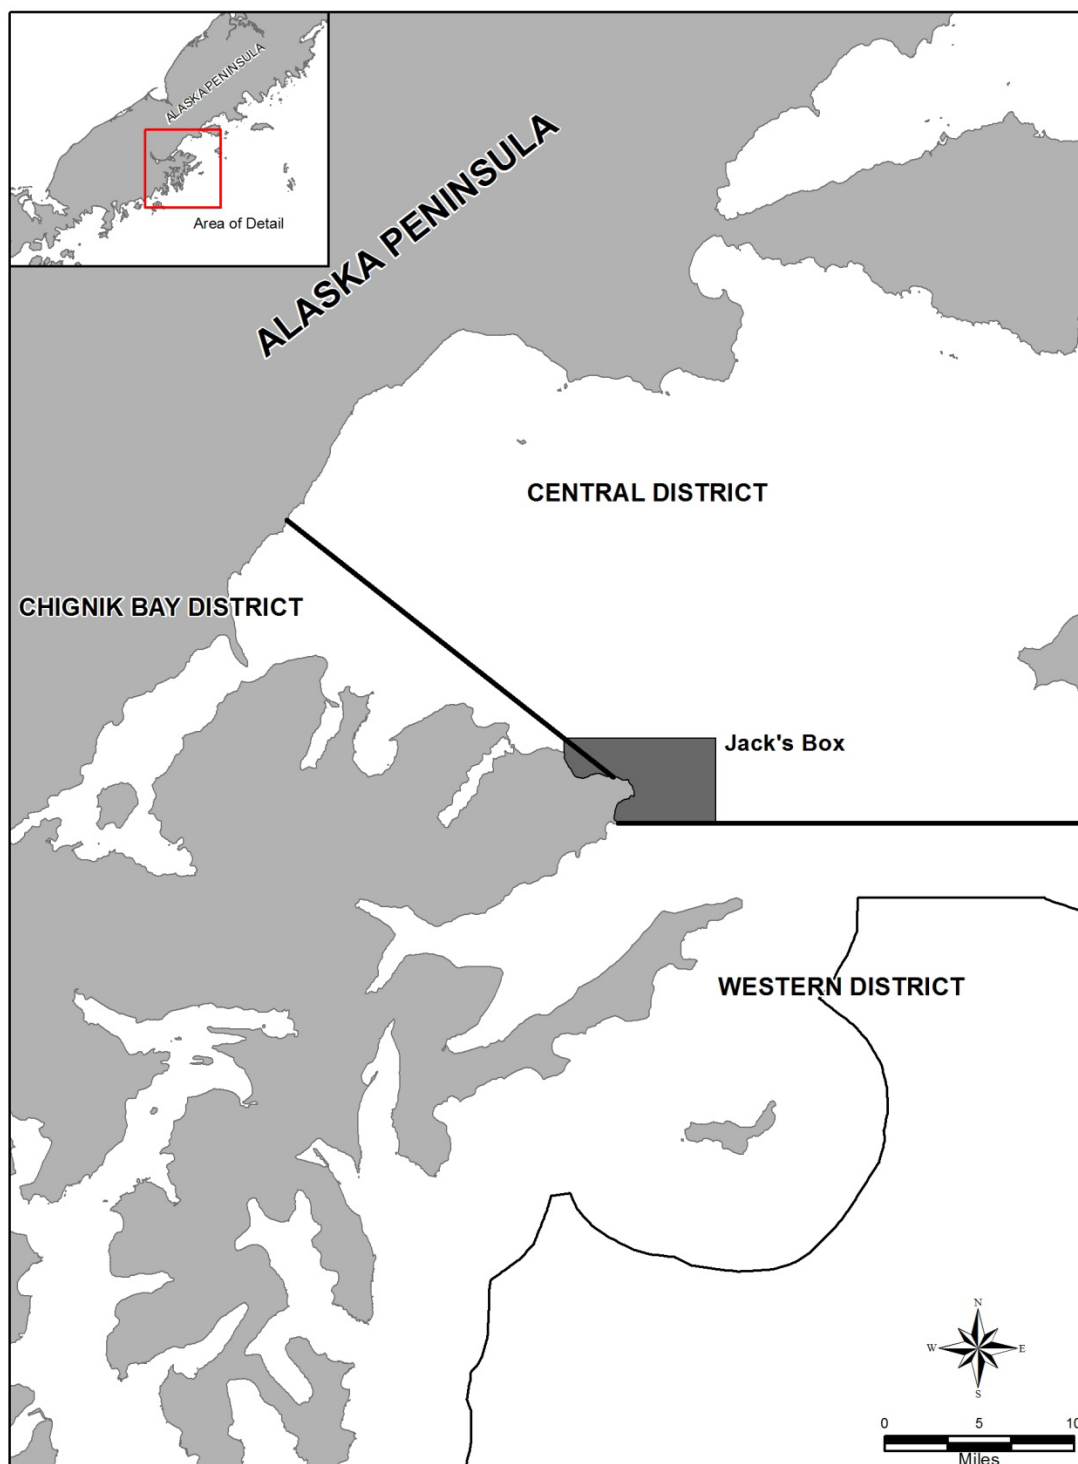 ALASKA PENINSULA
Area of Detail
ALASKA PENINSULA
CENTRAL DISTRICT
CHIGNIK BAY DISTRICT
Jack's Box
WESTERN DISTRICT
N
W
E
S
0 5 10
Miles